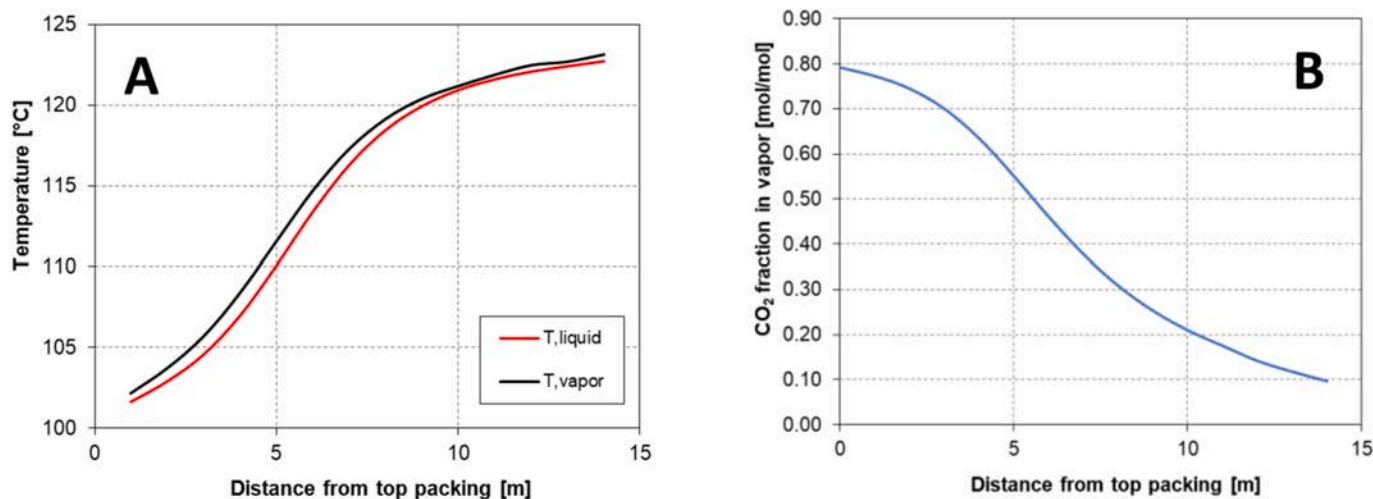 A
Temperature [°C]
125
120
115
110
105
100
T,liquid
T,vapor
0 5 10 15
Distance from top packing [m]
B
CO₂ fraction in vapor [mol/mol]
0.90
0.80
0.70
0.60
0.50
0.40
0.30
0.20
0.10
0.00
0 5 10 15
Distance from top packing [m]